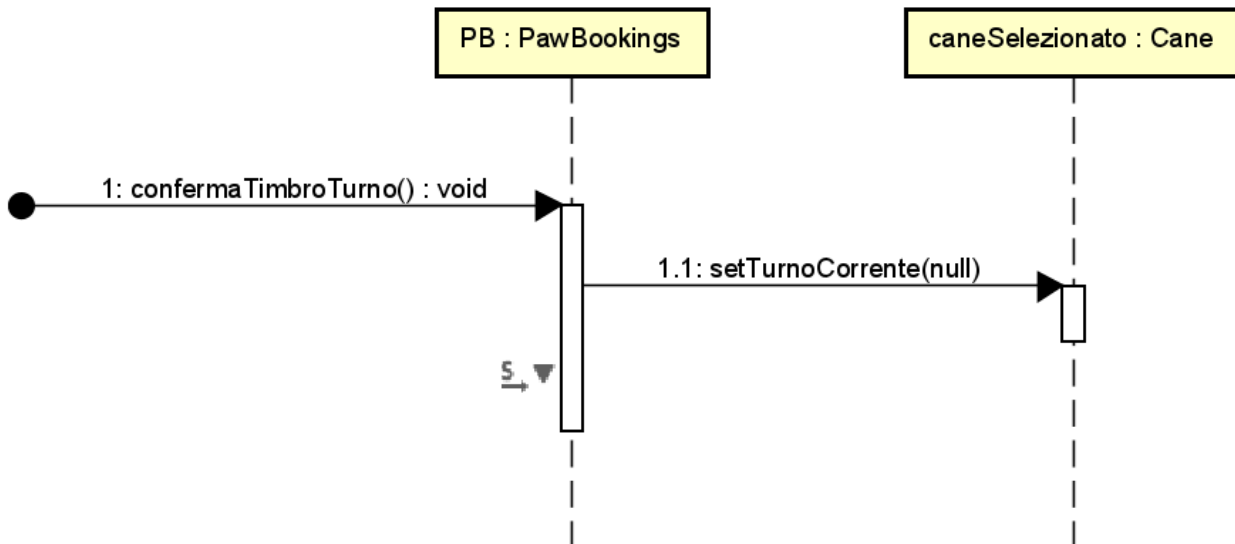 PB : PawBookings
caneSelezionato : Cane
1: confermaTimbroTurno() : void
1.1: setTurnoCorrente(null)
S